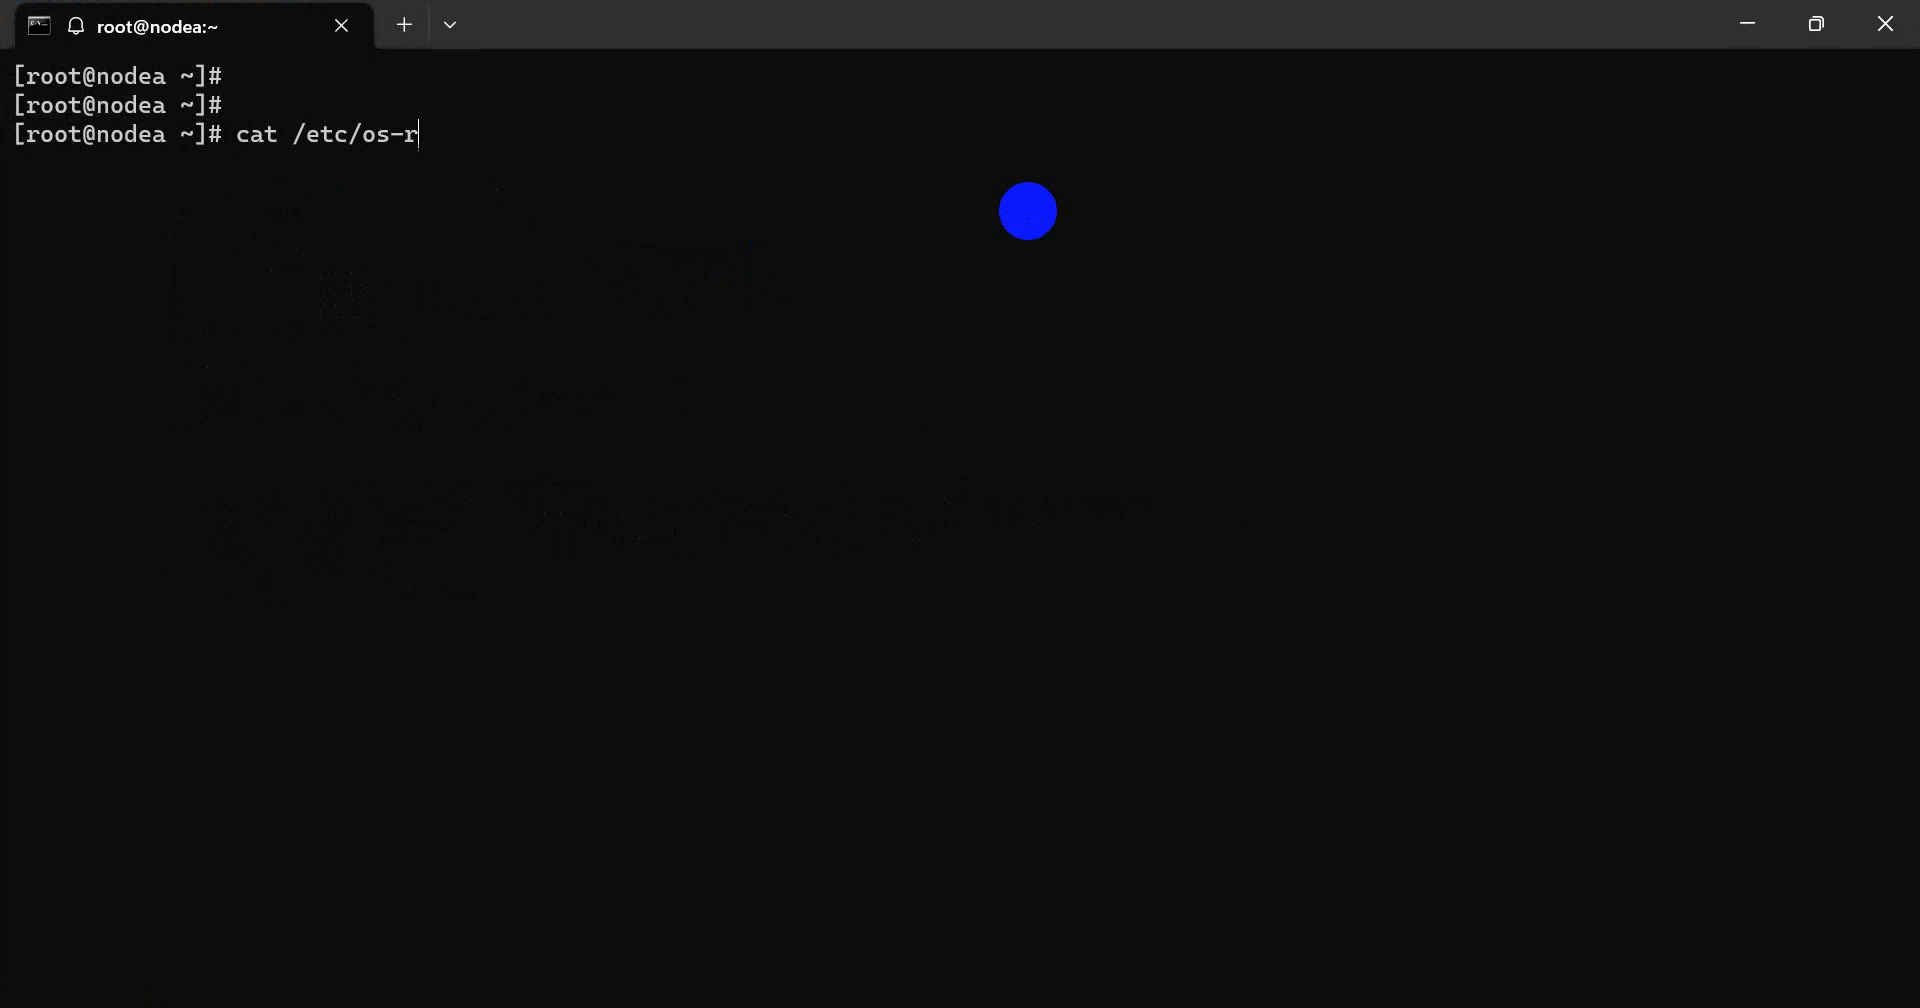 root@nodea:~
[root@nodea ~]#
[root@nodea ~]#
[root@nodea ~]# cat /etc/os-r